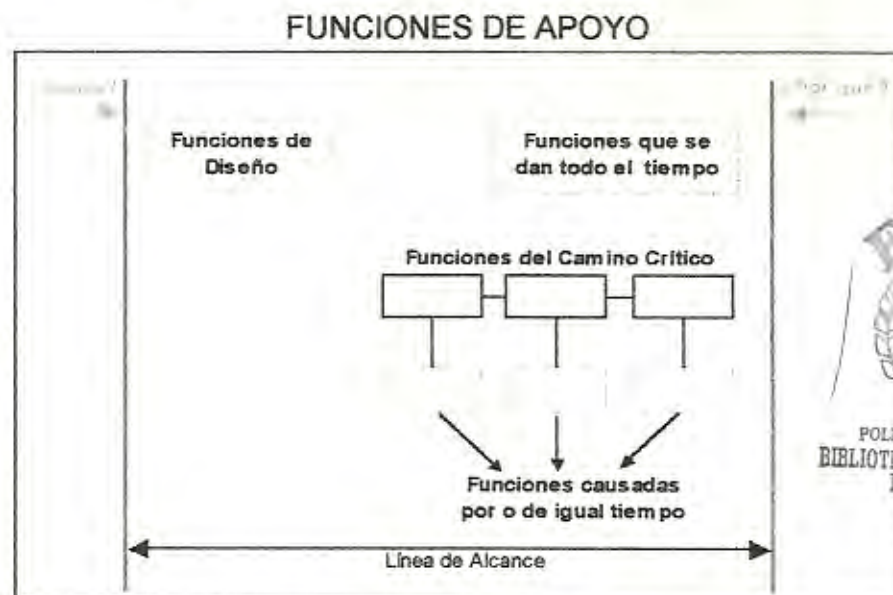 FUNCIONES DE APOYO
Funciones de
Diseño
Funciones que se
dan todo el tiempo
Funciones del Camino Critico
Funciones causadas
por o de igual tiempo
Línea de Alcance
BIBLIOT